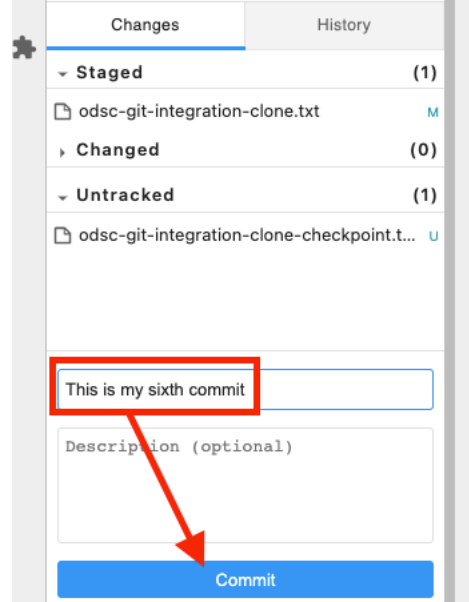 Changes
History
Staged (1)
odsc-git-integration-clone.txt M
Changed (0)
Untracked (1)
odsc-git-integration-clone-checkpoint.t... U
This is my sixth commit
Description (optional)
Commit